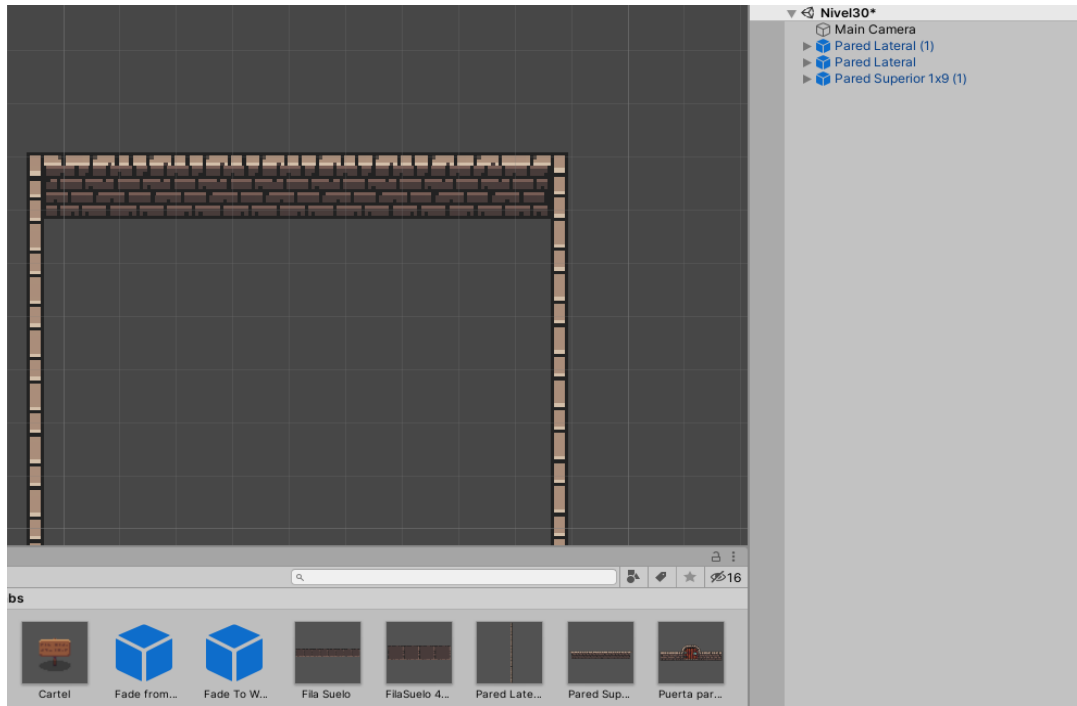 Nivel30*
Main Camera
Pared Lateral (1)
Pared Lateral
Pared Superior 1x9 (1)
16
bs
Cartel
Fade from...
Fade To W...
Fila Suelo
FilaSuelo 4...
Pared Late...
Pared Sup...
Puerta par...